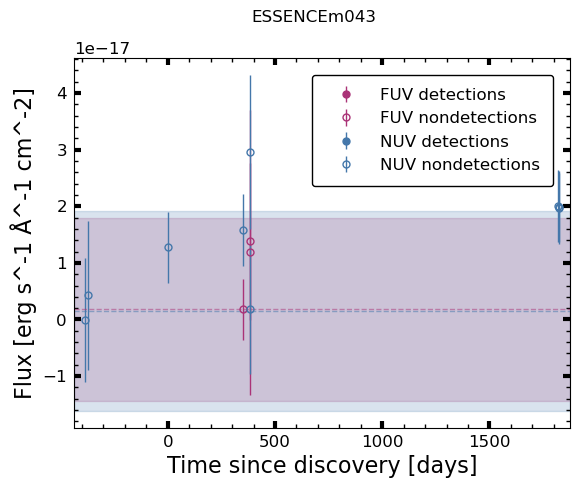 ESSENCEm043
1e−17
Flux [erg s^-1 Å^-1 cm^-2]
4
3
2
1
0
−1
FUV detections
FUV nondetections
NUV detections
NUV nondetections
0 500 1000 1500
Time since discovery [days]